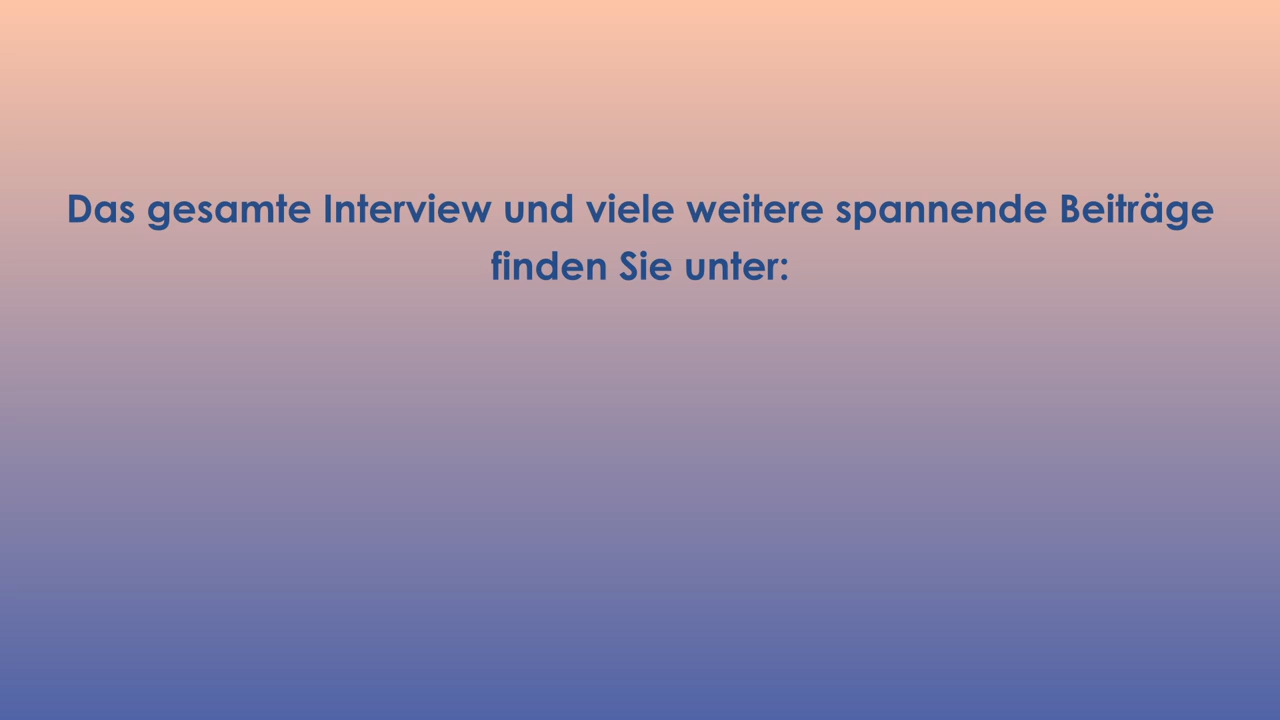 Das gesamte Interview und viele weitere spannende Beiträge
finden Sie unter: